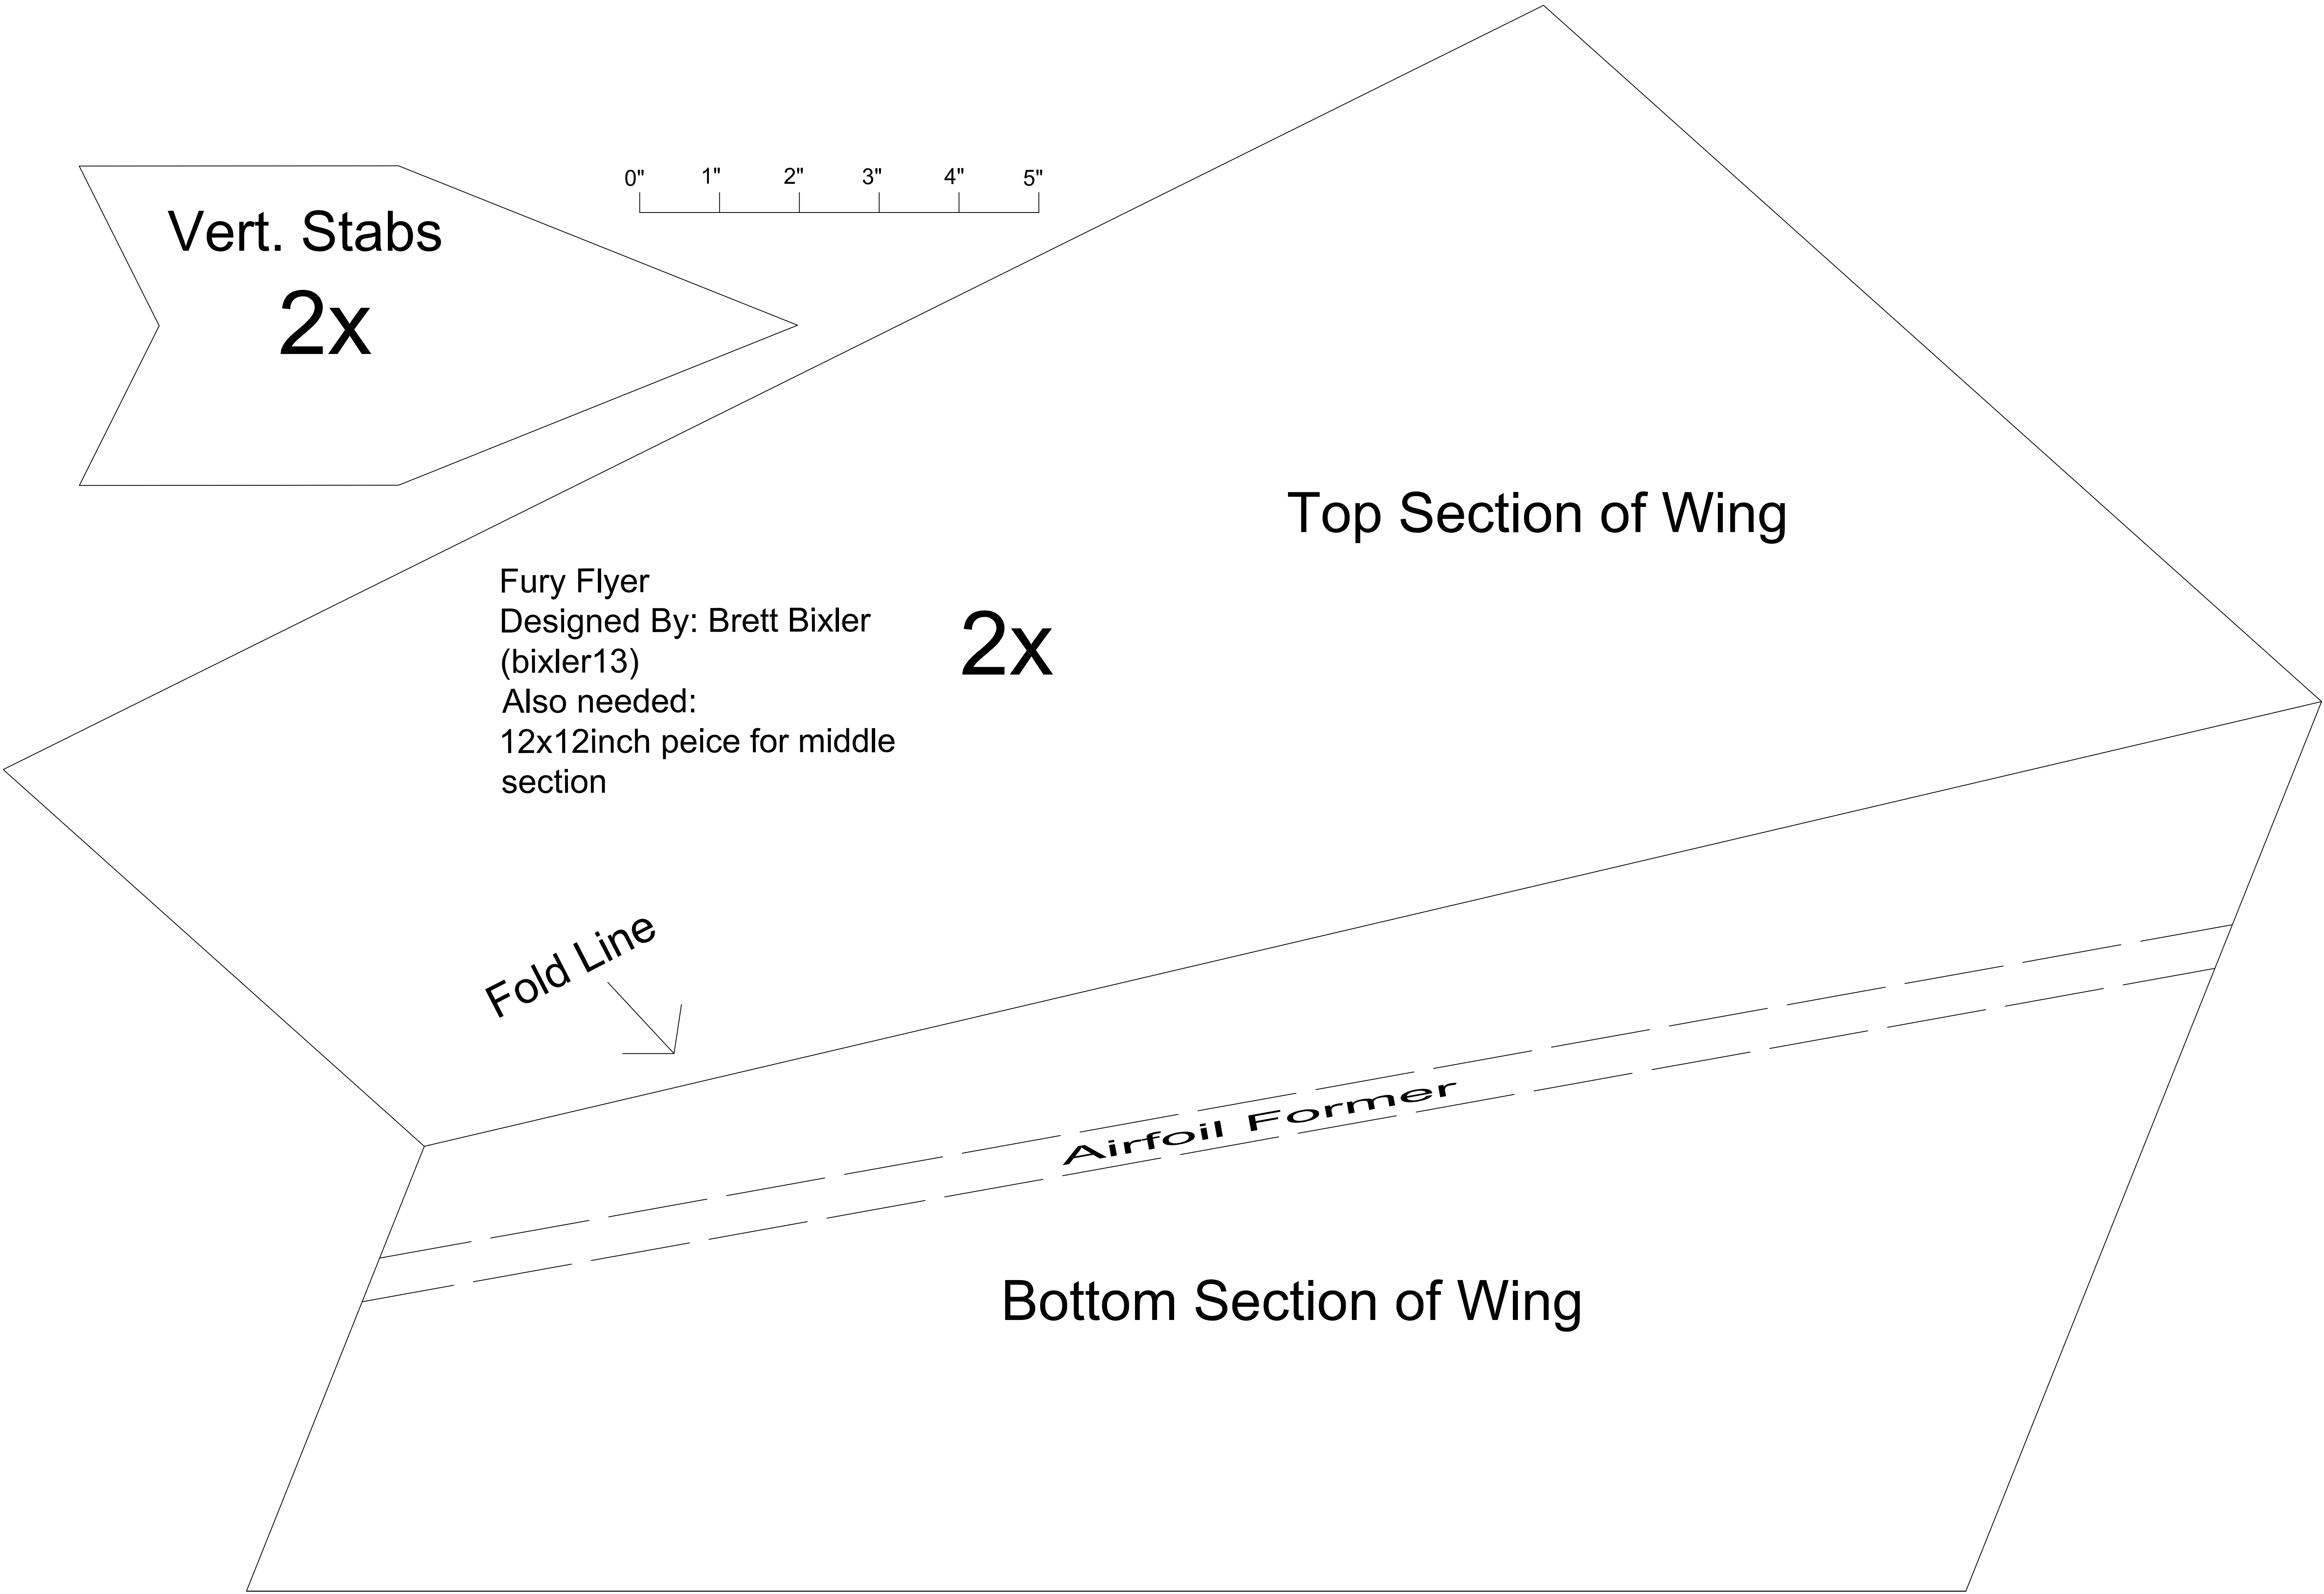 0" 1" 2" 3" 4" 5"
Vert. Stabs
2x
Top Section of Wing
Fury Flyer
Designed By: Brett Bixler
(bixler13)
Also needed:
12x12inch peice for middle
section
2x
Fold Line
Airfoil Former
Bottom Section of Wing